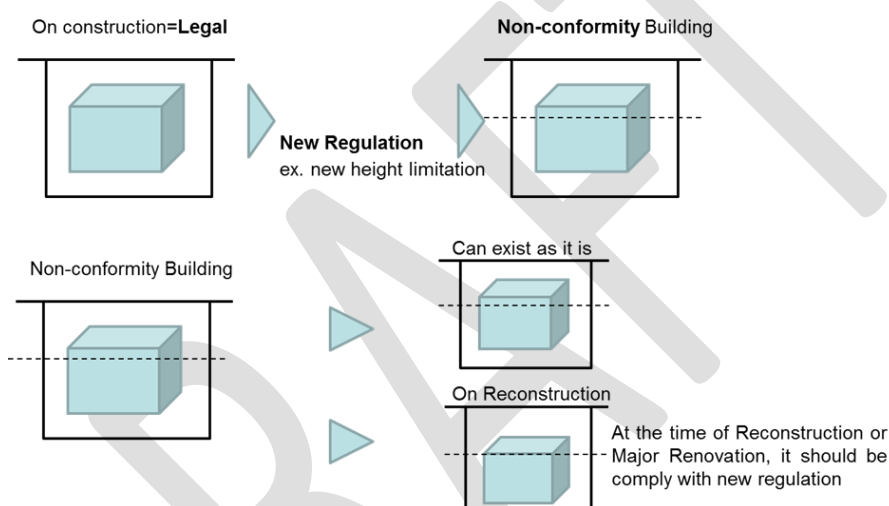 On construction=Legal
Non-conformity Building
New Regulation
ex. new height limitation
Non-conformity Building
Can exist as it is
On Reconstruction
At the time of Reconstruction or
Major Renovation, it should be
comply with new regulation
DRAFT